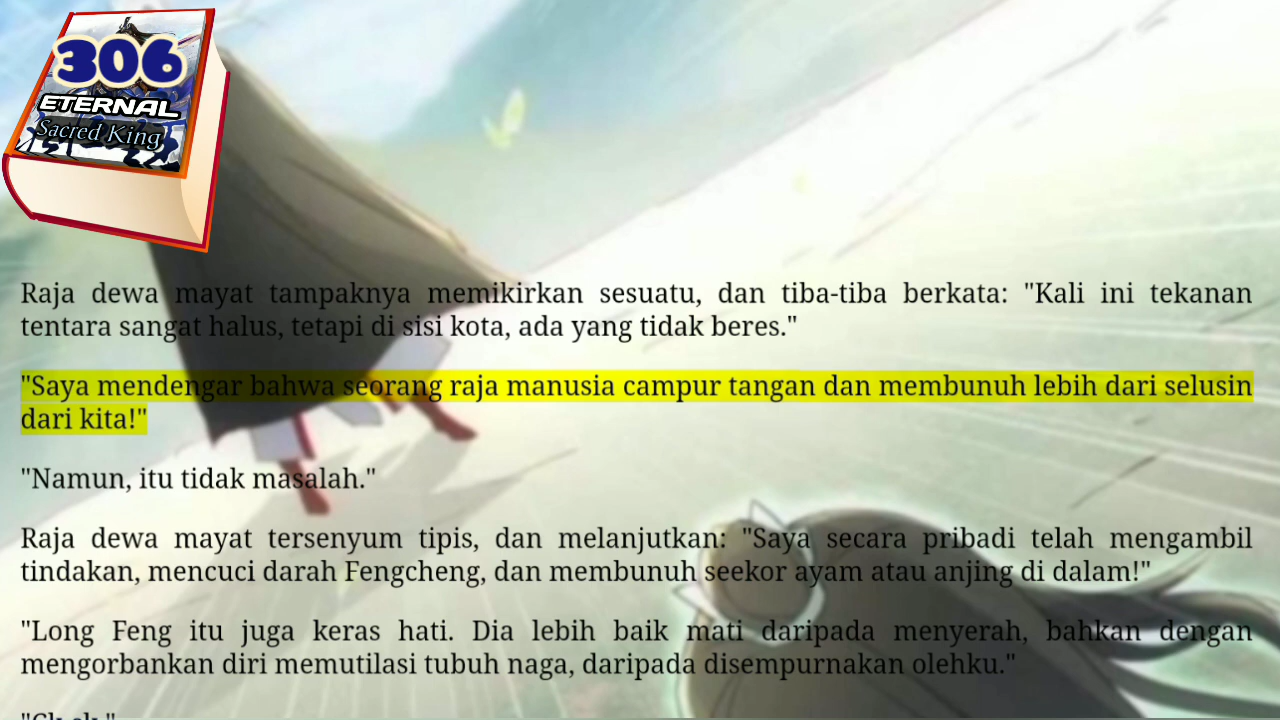 306
ETERNAL
Sacred King
Raja dewa mayat tampaknya memikirkan sesuatu, dan tiba-tiba berkata: "Kali ini tekanan
tentara sangat halus, tetapi di sisi kota, ada yang tidak beres."
"Saya mendengar bahwa seorang raja manusia campur tangan dan membunuh lebih dari selusin
dari kita!"
"Namun, itu tidak masalah."
Raja dewa mayat tersenyum tipis, dan melanjutkan: "Saya secara pribadi telah mengambil
tindakan, mencuci darah Fengcheng, dan membunuh seekor ayam atau anjing di dalam!"
"Long Feng itu juga keras hati. Dia lebih baik mati daripada menyerah, bahkan dengan
mengorbankan diri memutilasi tubuh naga, daripada disempurnakan olehku."